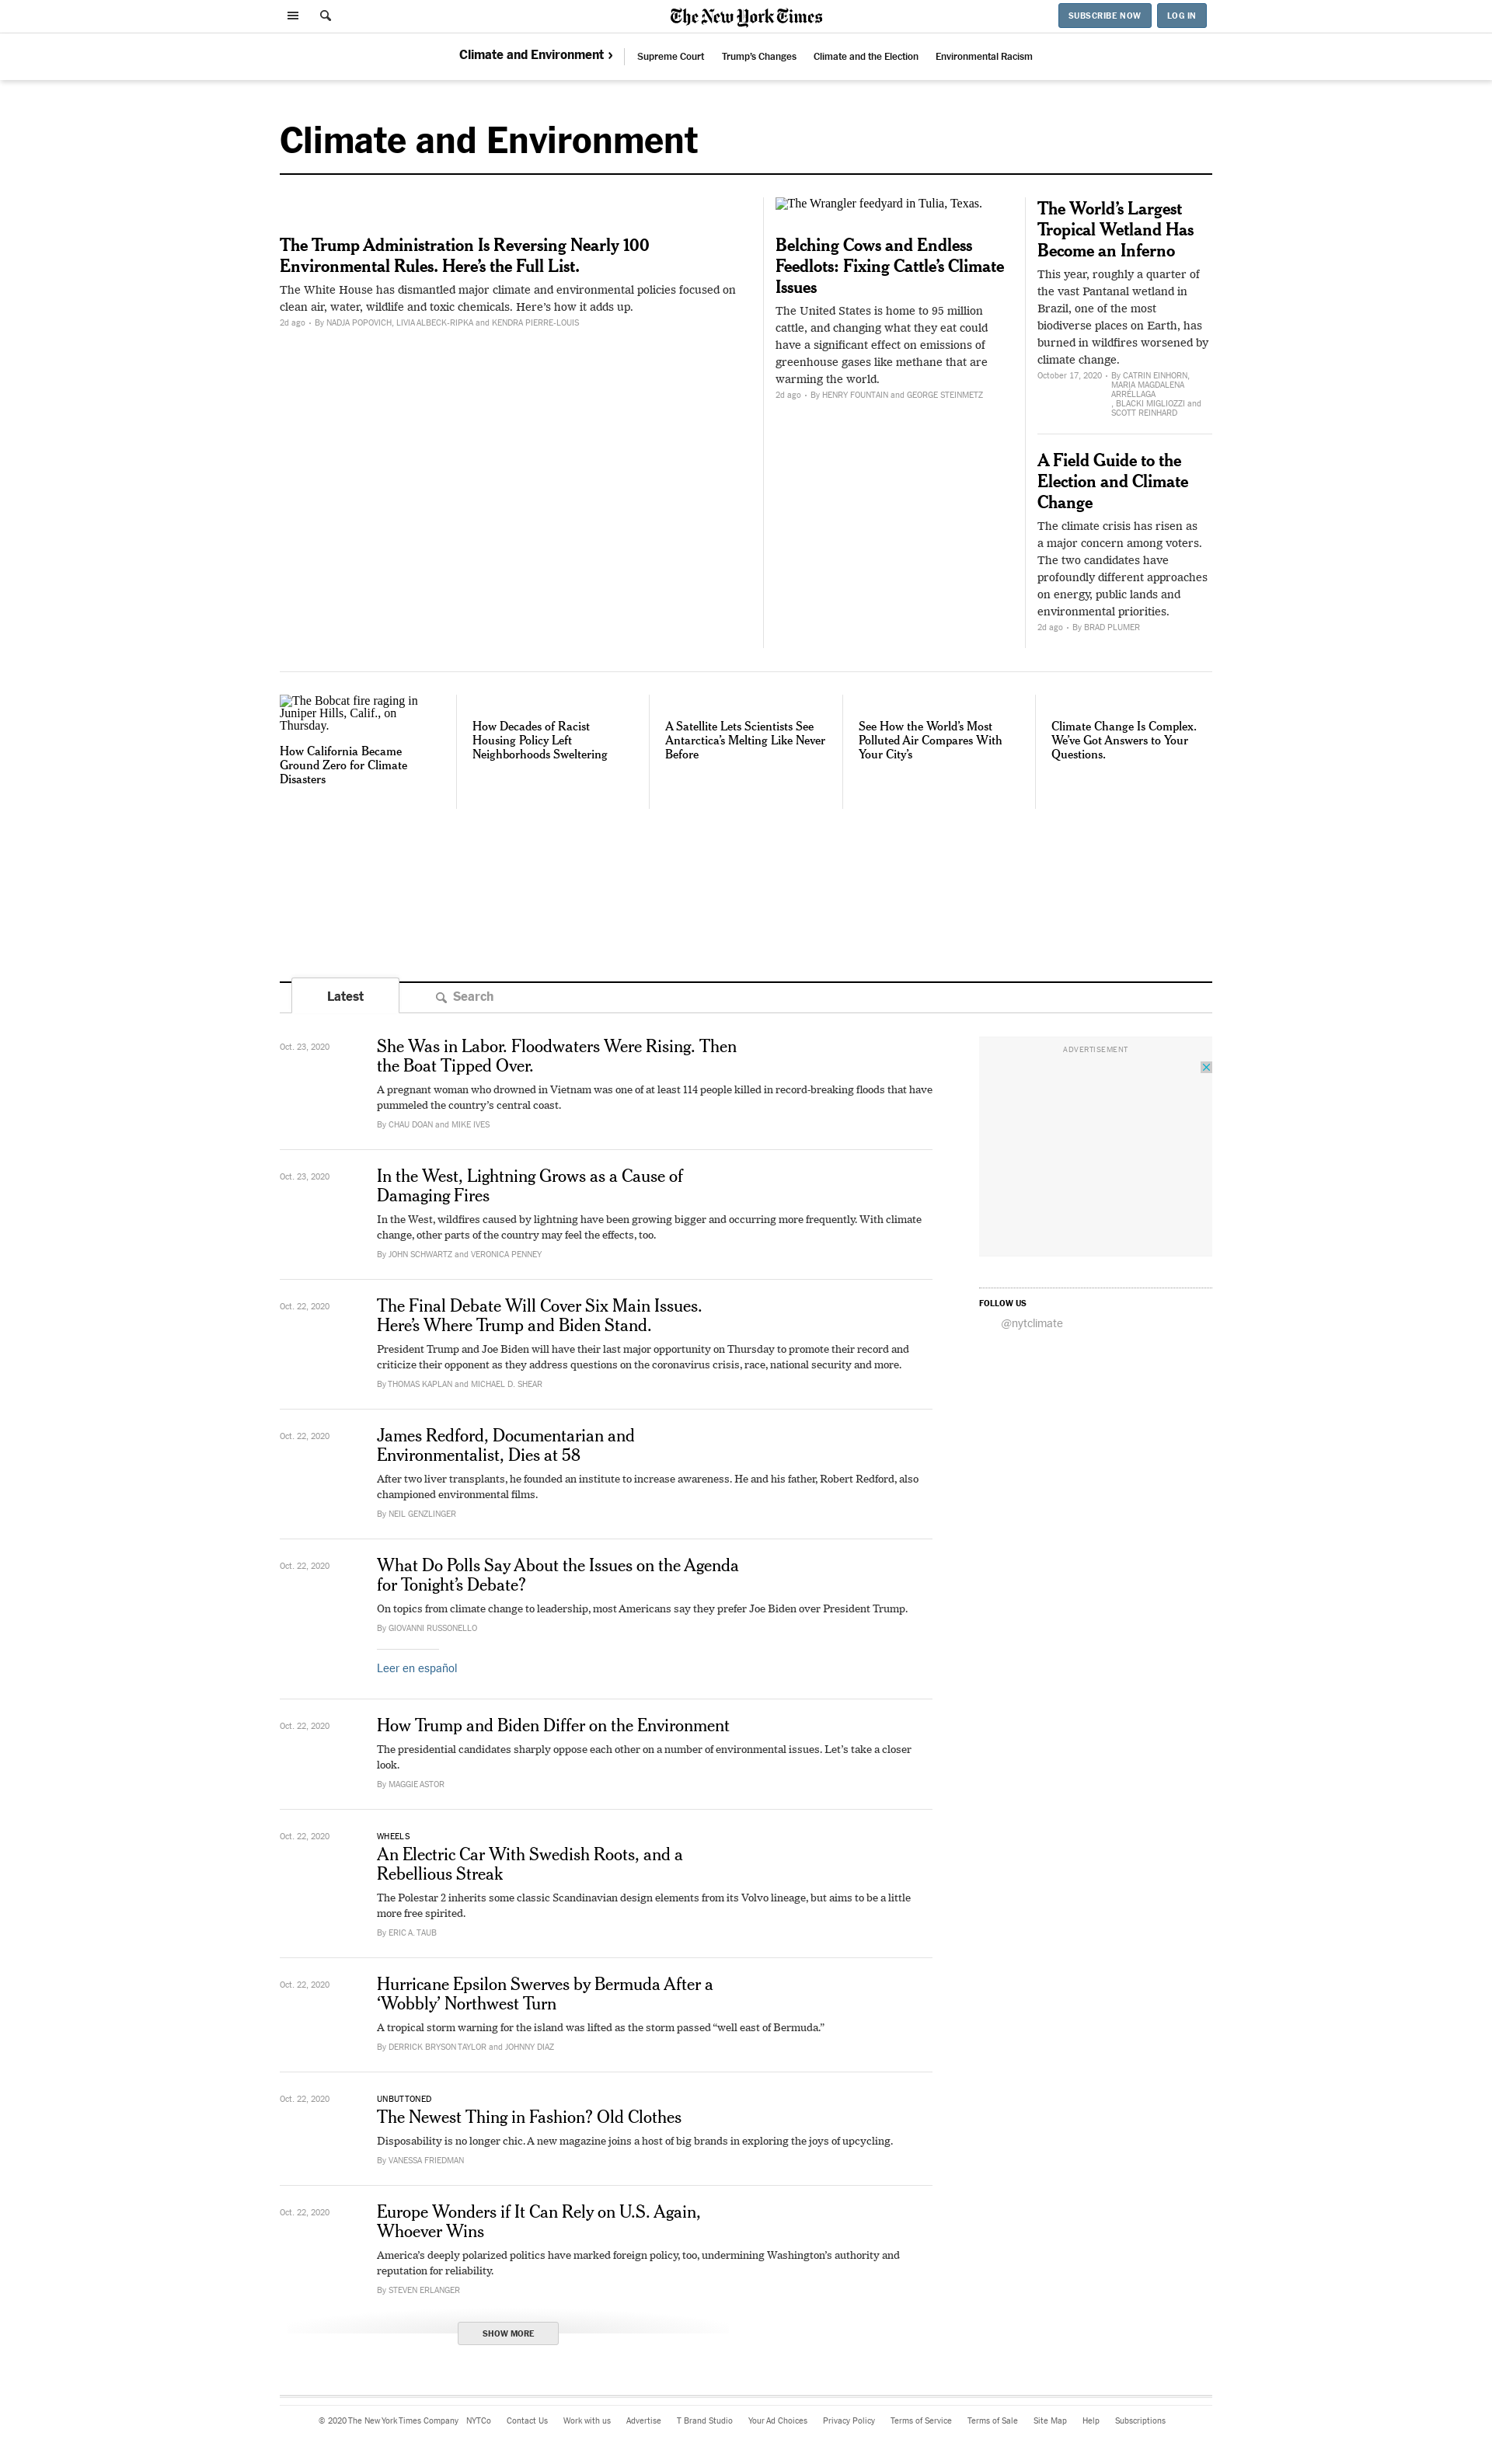 The New York Times
SUBSCRIBE NOW
LOG IN
Climate and Environment ›
Supreme Court
Trump's Changes
Climate and the Election
Environmental Racism
Climate and Environment
The Trump Administration Is Reversing Nearly 100
Environmental Rules. Here's the Full List.
The White House has dismantled major climate and environmental policies focused on
clean air, water, wildlife and toxic chemicals. Here's how it adds up.
2d ago • By NADJA POPOVICH, LIVIA ALBECK-RIPKA and KENDRA PIERRE-LOUIS
The Wrangler feedyard in Tulia, Texas.
Belching Cows and Endless
Feedlots: Fixing Cattle's Climate
Issues
The United States is home to 95 million
cattle, and changing what they eat could
have a significant effect on emissions of
greenhouse gases like methane that are
warming the world.
2d ago • By HENRY FOUNTAIN and GEORGE STEINMETZ
The World's Largest
Tropical Wetland Has
Become an Inferno
This year, roughly a quarter of
the vast Pantanal wetland in
Brazil, one of the most
biodiverse places on Earth, has
burned in wildfires worsened by
climate change.
October 17, 2020 • By CATRIN EINHORN,
MARIA MAGDALENA
ARRÉLLAGA
, BLACKI MIGLIOZZI and
SCOTT REINHARD
A Field Guide to the
Election and Climate
Change
The climate crisis has risen as
a major concern among voters.
The two candidates have
profoundly different approaches
on energy, public lands and
environmental priorities.
2d ago • By BRAD PLUMER
The Bobcat fire raging in
Juniper Hills, Calif., on
Thursday.
How California Became
Ground Zero for Climate
Disasters
How Decades of Racist
Housing Policy Left
Neighborhoods Sweltering
A Satellite Lets Scientists See
Antarctica's Melting Like Never
Before
See How the World's Most
Polluted Air Compares With
Your City's
Climate Change Is Complex.
We've Got Answers to Your
Questions.
Latest
Search
Oct. 23, 2020
She Was in Labor. Floodwaters Were Rising. Then
the Boat Tipped Over.
A pregnant woman who drowned in Vietnam was one of at least 114 people killed in record-breaking floods that have
pummeled the country's central coast.
By CHAU DOAN and MIKE IVES
ADVERTISEMENT
Oct. 23, 2020
In the West, Lightning Grows as a Cause of
Damaging Fires
In the West, wildfires caused by lightning have been growing bigger and occurring more frequently. With climate
change, other parts of the country may feel the effects, too.
By JOHN SCHWARTZ and VERONICA PENNEY
FOLLOW US
@nytclimate
Oct. 22, 2020
The Final Debate Will Cover Six Main Issues.
Here's Where Trump and Biden Stand.
President Trump and Joe Biden will have their last major opportunity on Thursday to promote their record and
criticize their opponent as they address questions on the coronavirus crisis, race, national security and more.
By THOMAS KAPLAN and MICHAEL D. SHEAR
Oct. 22, 2020
James Redford, Documentarian and
Environmentalist, Dies at 58
After two liver transplants, he founded an institute to increase awareness. He and his father, Robert Redford, also
championed environmental films.
By NEIL GENZLINGER
Oct. 22, 2020
What Do Polls Say About the Issues on the Agenda
for Tonight's Debate?
On topics from climate change to leadership, most Americans say they prefer Joe Biden over President Trump.
By GIOVANNI RUSSONELLO
Leer en español
Oct. 22, 2020
How Trump and Biden Differ on the Environment
The presidential candidates sharply oppose each other on a number of environmental issues. Let's take a closer
look.
By MAGGIE ASTOR
Oct. 22, 2020
WHEELS
An Electric Car With Swedish Roots, and a
Rebellious Streak
The Polestar 2 inherits some classic Scandinavian design elements from its Volvo lineage, but aims to be a little
more free spirited.
By ERIC A. TAUB
Oct. 22, 2020
Hurricane Epsilon Swerves by Bermuda After a
‘Wobbly’ Northwest Turn
A tropical storm warning for the island was lifted as the storm passed “well east of Bermuda.”
By DERRICK BRYSON TAYLOR and JOHNNY DIAZ
Oct. 22, 2020
UNBUTTONED
The Newest Thing in Fashion? Old Clothes
Disposability is no longer chic. A new magazine joins a host of big brands in exploring the joys of upcycling.
By VANESSA FRIEDMAN
Oct. 22, 2020
Europe Wonders if It Can Rely on U.S. Again,
Whoever Wins
America's deeply polarized politics have marked foreign policy, too, undermining Washington's authority and
reputation for reliability.
By STEVEN ERLANGER
SHOW MORE
© 2020 The New York Times Company NYTCo Contact Us Work with us Advertise T Brand Studio Your Ad Choices Privacy Policy Terms of Service Terms of Sale Site Map Help Subscriptions